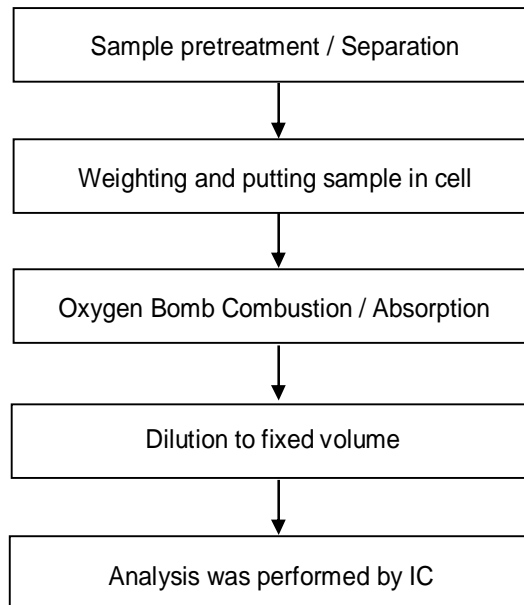 Sample pretreatment / Separation
Weighting and putting sample in cell
Oxygen Bomb Combustion / Absorption
Dilution to fixed volume
Analysis was performed by IC